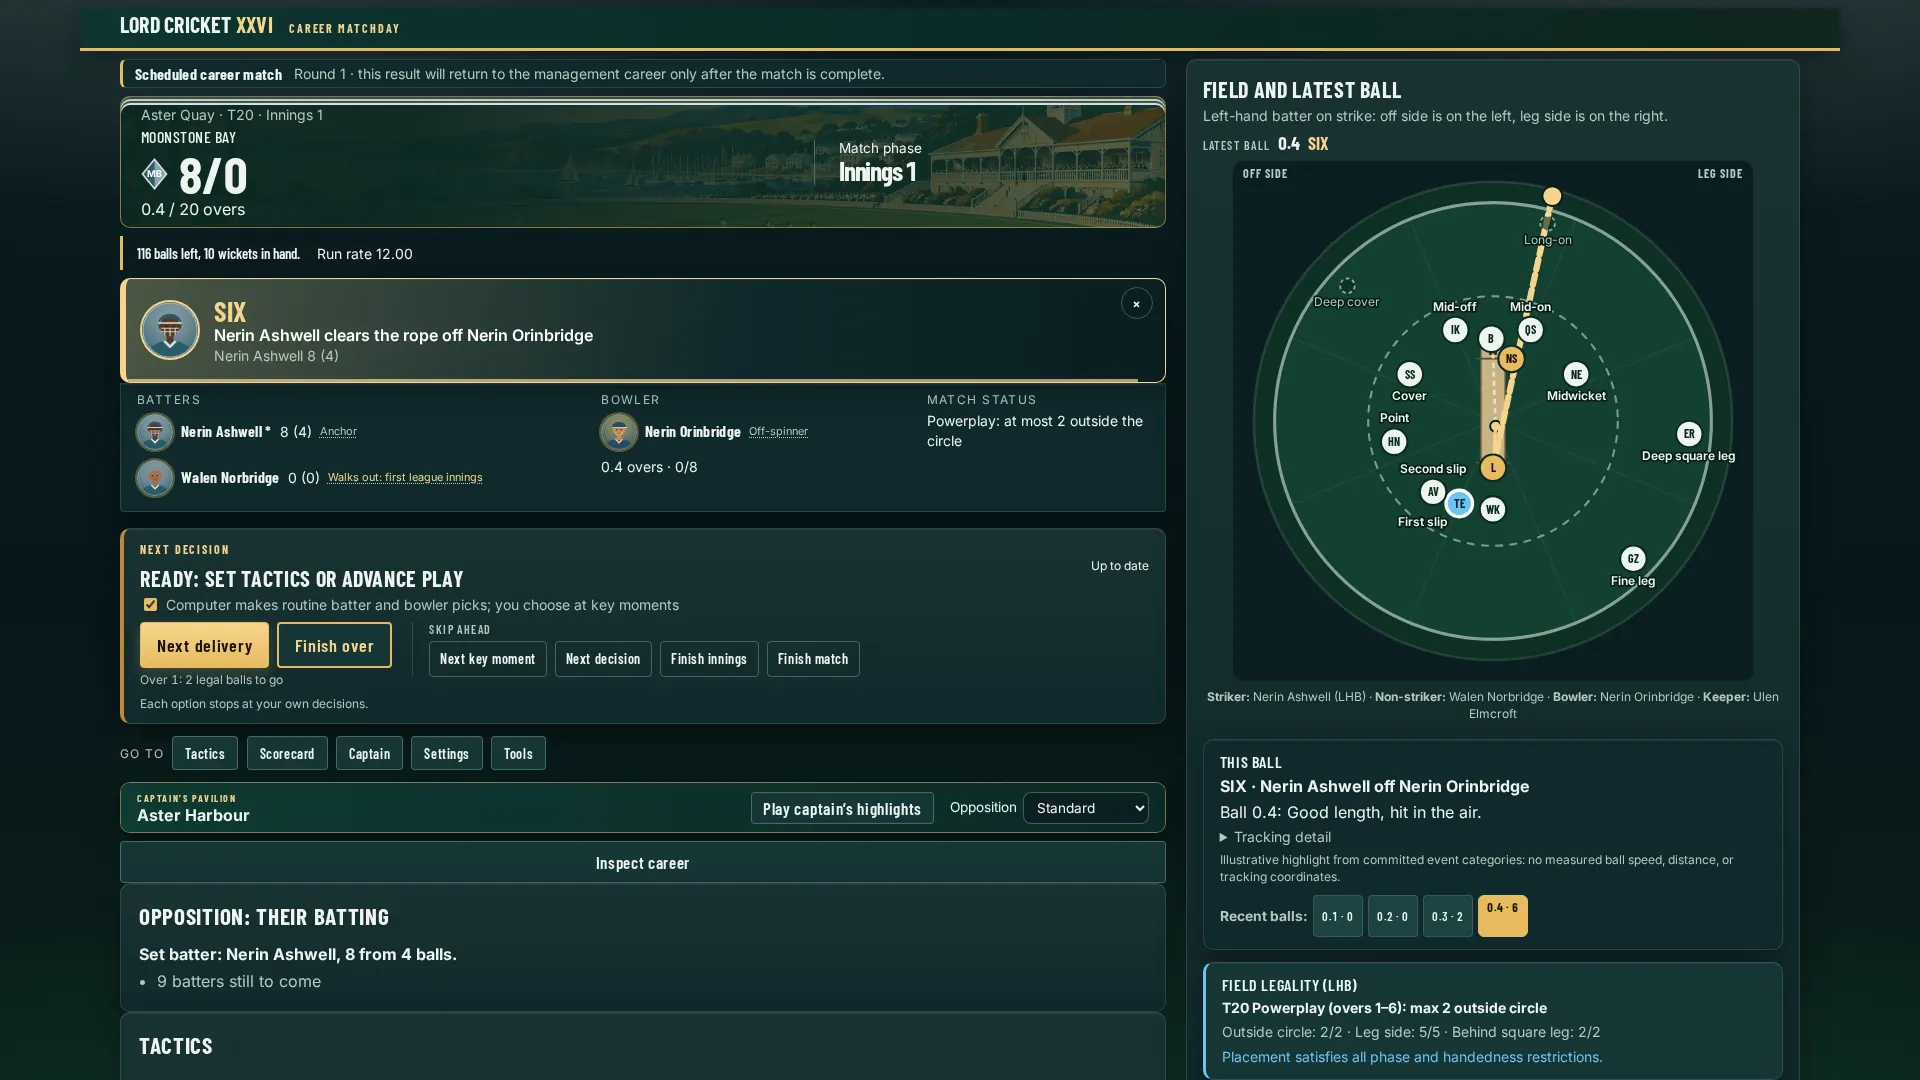 LORD CRICKET XXVI CAREER MATCHDAY
Scheduled career match Round 1 · this result will return to the management career only after the match is complete.
Aster Quay · T20 · Innings 1
MOONSTONE BAY
MB 8/0
0.4 / 20 overs
Match phase
Innings 1
116 balls left, 10 wickets in hand. Run rate 12.00
SIX
Nerin Ashwell clears the rope off Nerin Orinbridge
Nerin Ashwell 8 (4)
×
BATTERS
Nerin Ashwell* 8 (4) Anchor
Walen Norbridge 0 (0) Walks out: first league innings
BOWLER
Nerin Orinbridge Off-spinner
0.4 overs · 0/8
MATCH STATUS
Powerplay: at most 2 outside the
circle
NEXT DECISION
READY: SET TACTICS OR ADVANCE PLAY
Up to date
Computer makes routine batter and bowler picks; you choose at key moments
Next delivery Finish over
SKIP AHEAD
Next key moment Next decision Finish innings Finish match
Over 1: 2 legal balls to go
Each option stops at your own decisions.
GO TO Tactics Scorecard Captain Settings Tools
CAPTAIN'S PAVILION
Aster Harbour
Play captain's highlights Opposition Standard
Inspect career
OPPOSITION: THEIR BATTING
Set batter: Nerin Ashwell, 8 from 4 balls.
• 9 batters still to come
TACTICS
FIELD AND LATEST BALL
Left-hand batter on strike: off side is on the left, leg side is on the right.
LATEST BALL 0.4 SIX
OFF SIDE LEG SIDE
Long-on
Deep cover
Mid-off Mid-on
IK B QS
NS
SS NE
Cover Midwicket
Point
HN ER
Deep square leg
Second slip L
AV TE WK
First slip
GZ
Fine leg
Striker: Nerin Ashwell (LHB) · Non-striker: Walen Norbridge · Bowler: Nerin Orinbridge · Keeper: Ulen
Elmcroft
THIS BALL
SIX · Nerin Ashwell off Nerin Orinbridge
Ball 0.4: Good length, hit in the air.
Tracking detail
Illustrative highlight from committed event categories: no measured ball speed, distance, or
tracking coordinates.
Recent balls: 0.1 · 0 0.2 · 0 0.3 · 2 0.4 · 6
FIELD LEGALITY (LHB)
T20 Powerplay (overs 1–6): max 2 outside circle
Outside circle: 2/2 · Leg side: 5/5 · Behind square leg: 2/2
Placement satisfies all phase and handedness restrictions.